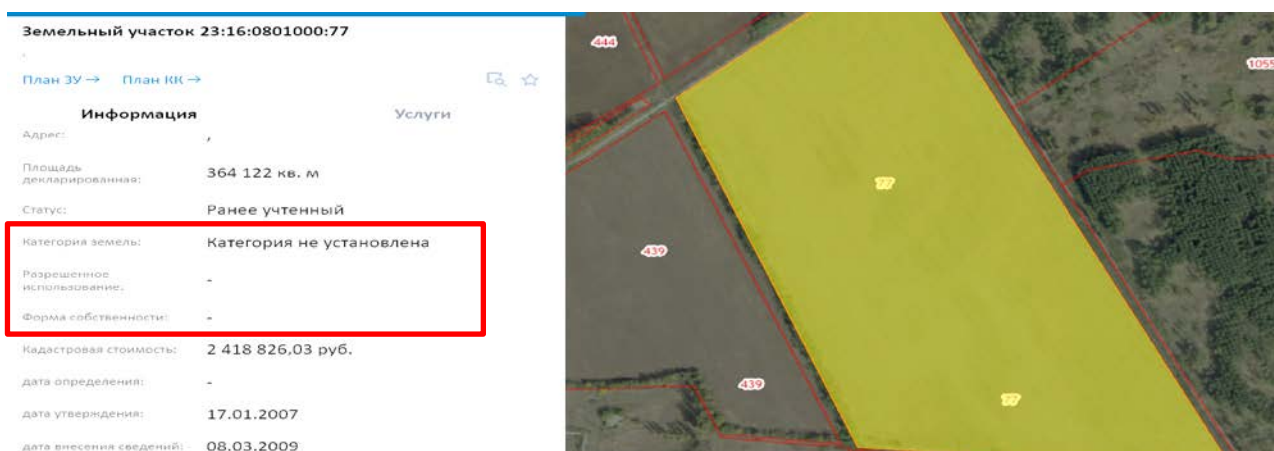 Земельный участок 23:16:0801000:77
План ЗУ → План КК →
Информация Услуги
Адрес: ,
Площадь
декларированная: 364 122 кв. м
Статус: Ранее учтенный
Категория земель: Категория не установлена
Разрешенное
использование: -
Форма собственности: -
Кадастровая стоимость: 2 418 826,03 руб.
дата определения: -
дата утверждения: 17.01.2007
дата внесения сведений: 08.03.2009
444
1055
77
439
439
77